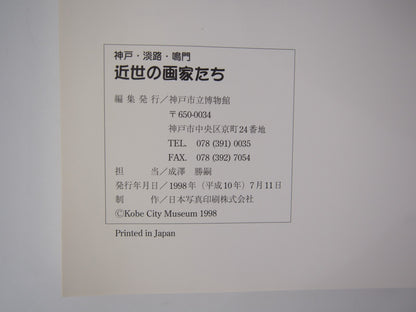 神戸・淡路・鳴門
近世の画家たち
編集発行／神戸市立博物館
〒650-0034
神戸市中央区京町24番地
TEL. 078 (391) 0035
FAX. 078 (392) 7054
担 当／成澤 勝嗣
発行年月日／1998年（平成10年）7月11日
制 作／日本写真印刷株式会社
©Kobe City Museum 1998
Printed in Japan